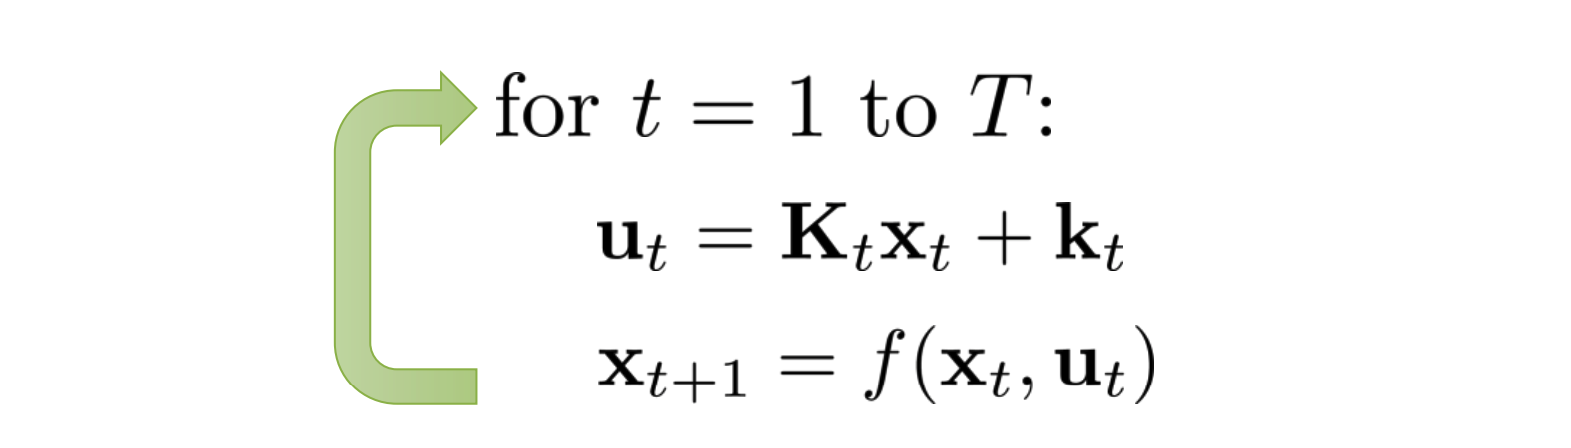 for t = 1 to T:
u_t = K_t x_t + k_t
x_{t+1} = f(x_t, u_t)